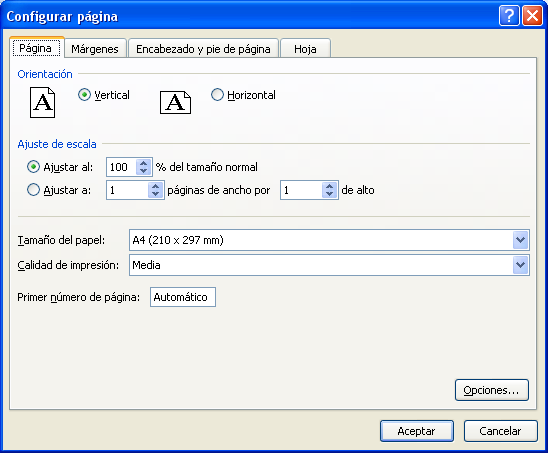 Configurar página
Página Márgenes Encabezado y pie de página Hoja
Orientación
A Vertical A Horizontal
Ajuste de escala
Ajustar al: 100 % del tamaño normal
Ajustar a: 1 páginas de ancho por 1 de alto
Tamaño del papel: A4 (210 x 297 mm)
Calidad de impresión: Media
Primer número de página: Automático
Opciones...
Aceptar Cancelar